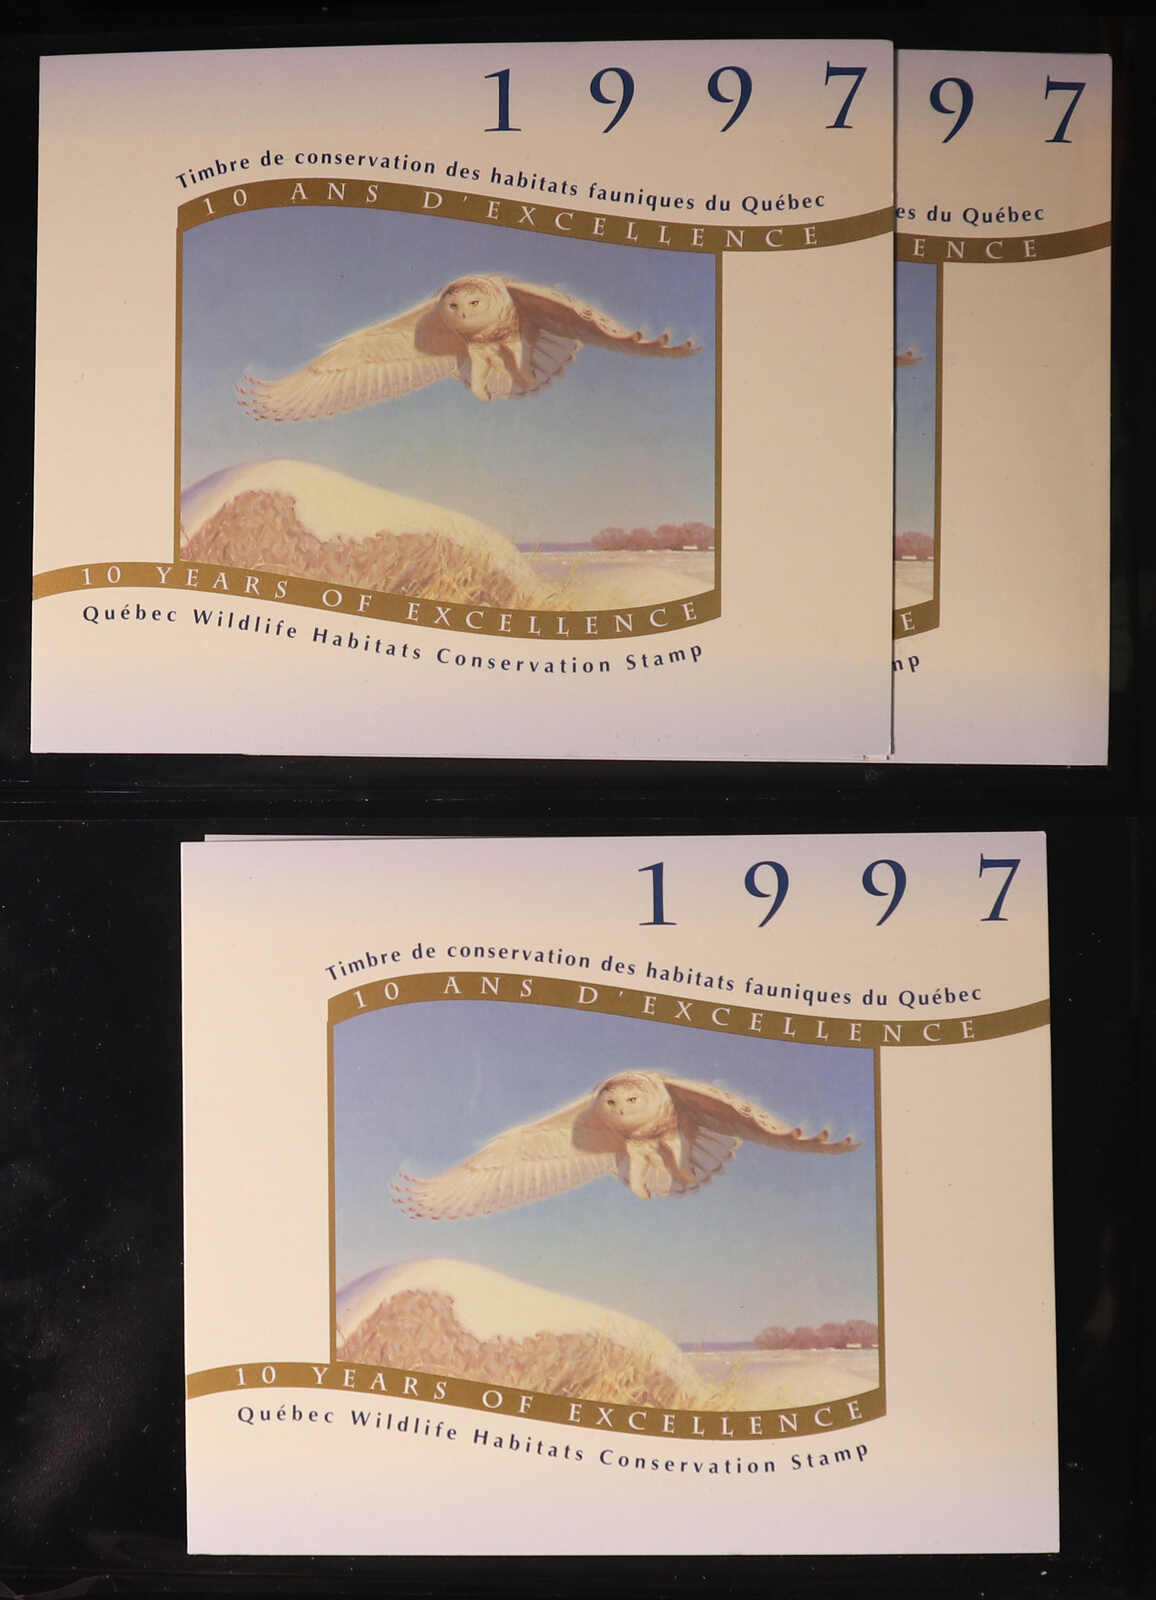 1997
Timbre de conservation des habitats fauniques du Québec
10 ANS D'EXCELLENCE
10 YEARS OF EXCELLENCE
Québec Wildlife Habitats Conservation Stamp
97
es du Québec
ENCE
E
mp
1997
Timbre de conservation des habitats fauniques du Québec
10 ANS D'EXCELLENCE
10 YEARS OF EXCELLENCE
Québec Wildlife Habitats Conservation Stamp